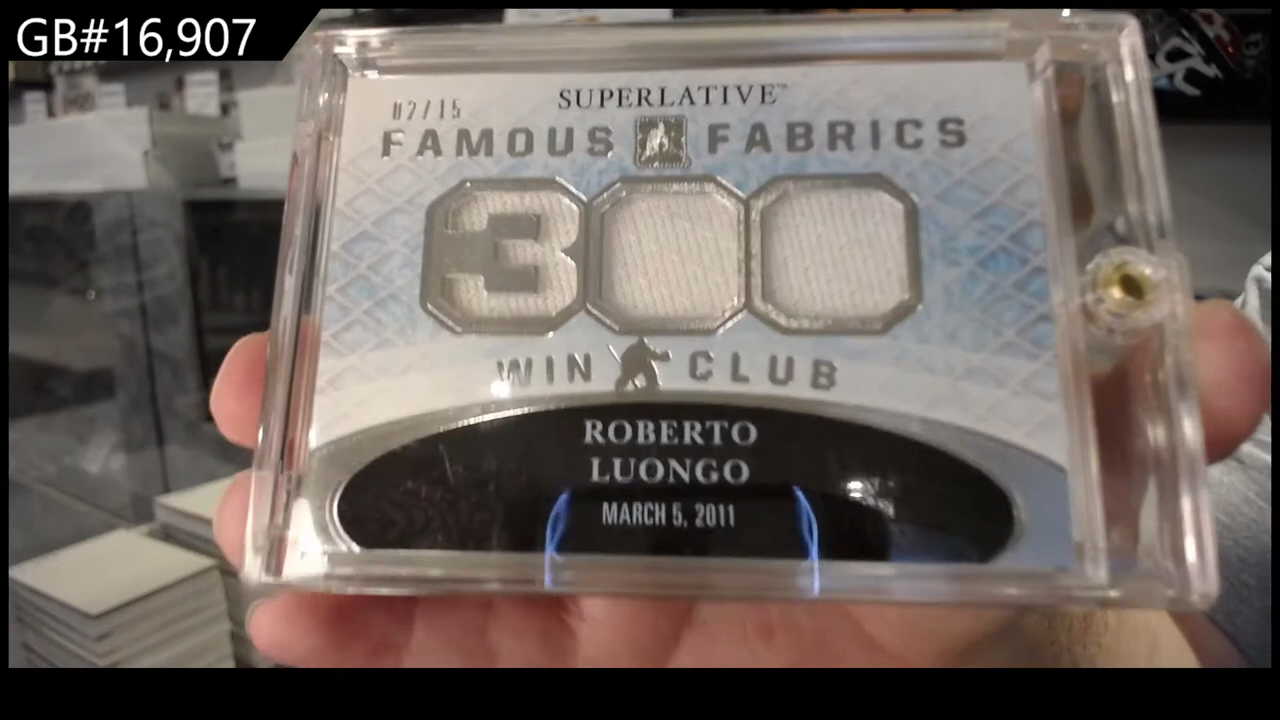 GB#16,907
02/15
SUPERLATIVE™
FAMOUS FABRICS
300
WIN CLUB
ROBERTO
LUONGO
MARCH 5, 2011